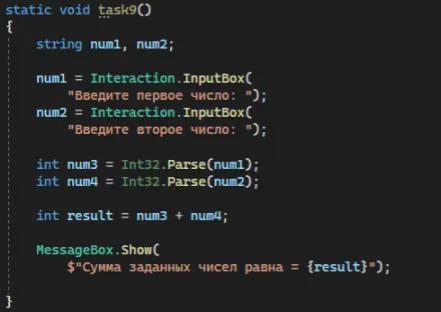 static void task9()
{
string num1, num2;
num1 = Interaction.InputBox(
"Введите первое число: ");
num2 = Interaction.InputBox(
"Введите второе число: ");
int num3 = Int32.Parse(num1);
int num4 = Int32.Parse(num2);
int result = num3 + num4;
MessageBox.Show(
$"Сумма заданных чисел равна = {result}");
}